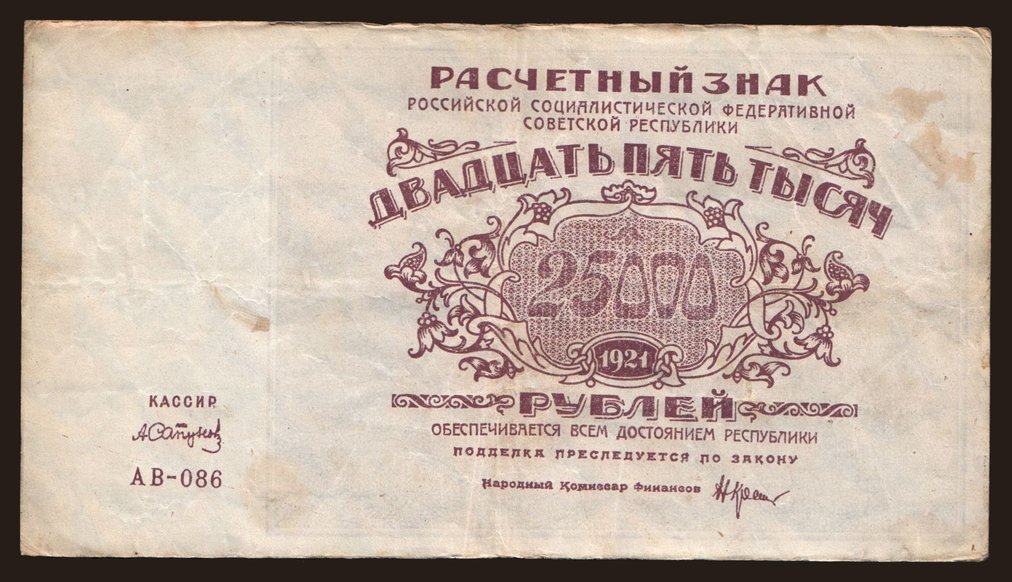 РАСЧЕТНЫЙ ЗНАК
РОССИЙСКОЙ СОЦИАЛИСТИЧЕСКОЙ ФЕДЕРАТИВНОЙ
СОВЕТСКОЙ РЕСПУБЛИКИ
ДВАДЦАТЬ ПЯТЬ ТЫСЯЧ
25000
1921
РУБЛЕЙ
ОБЕСПЕЧИВАЕТСЯ ВСЕМ ДОСТОЯНИЕМ РЕСПУБЛИКИ
ПОДДЕЛКА ПРЕСЛЕДУЕТСЯ ПО ЗАКОНУ
Народный Комиссар Финансов
КАССИР
АСапунов
АВ-086